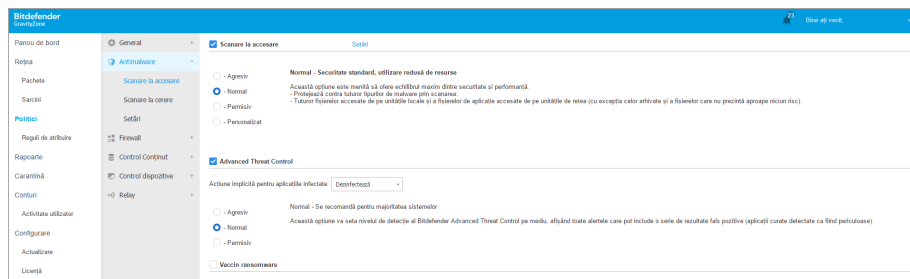 Bitdefender
GravityZone
23
Bine ați venit,
Panou de bord
Rețea
Pachete
Sarcini
Politici
Reguli de atribuire
Rapoarte
Carantină
Conturi
Activitate utilizator
Configurare
Actualizare
Licență
General +
Antimalware -
Scanare la accesare
Scanare la cerere
Setări
Firewall +
Control Conținut +
Control dispozitive +
Relay +
Scanare la accesare Setări
- Agresiv
- Normal
- Permisiv
- Personalizat
Normal - Securitate standard, utilizare redusă de resurse
Această opțiune este menită să ofere echilibrul maxim dintre securitate și performanță.
- Protejează contra tuturor tipurilor de malware prin scanarea:
- Tuturor fișierelor accesate de pe unitățile locale și a fișierelor de aplicație accesate de pe unitățile de rețea (cu excepția celor arhivate și a fișierelor care nu prezintă aproape niciun risc).
Advanced Threat Control
Acțiune implicită pentru aplicațiile infectate: Dezinfectează
- Agresiv
- Normal
- Permisiv
Normal - Se recomandă pentru majoritatea sistemelor
Această opțiune va seta nivelul de detecție al Bitdefender Advanced Threat Control pe mediu, afișând toate alertele care pot include o serie de rezultate fals pozitive (aplicații curate detectate ca fiind periculoase).
Vaccin ransomware